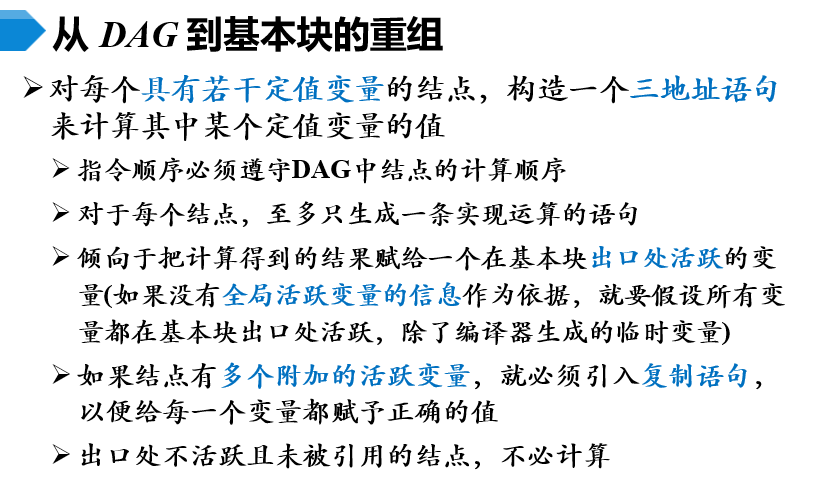 从 DAG 到基本块的重组
➢对每个具有若干定值变量的结点，构造一个三地址语句
来计算其中某个定值变量的值
➢指令顺序必须遵守DAG中结点的计算顺序
➢对于每个结点，至多只生成一条实现运算的语句
➢倾向于把计算得到的结果赋给一个在基本块出口处活跃的变
量(如果没有全局活跃变量的信息作为依据，就要假设所有变
量都在基本块出口处活跃，除了编译器生成的临时变量)
➢如果结点有多个附加的活跃变量，就必须引入复制语句，
以便给每一个变量都赋予正确的值
➢出口处不活跃且未被引用的结点，不必计算